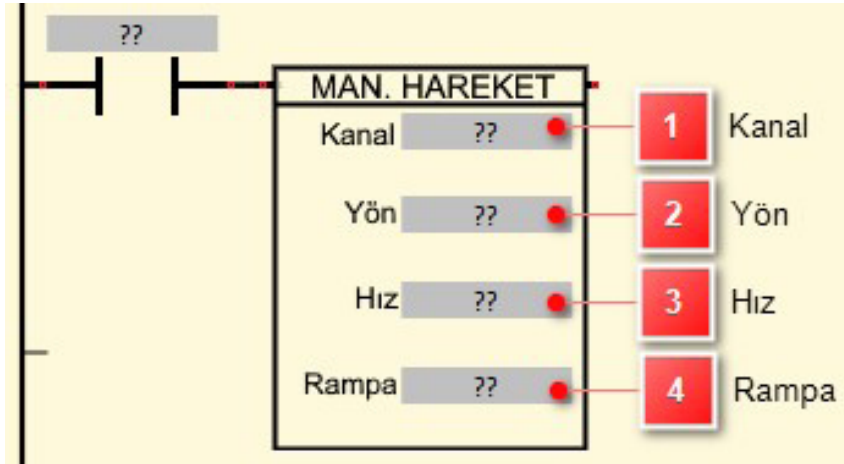 ??
MAN. HAREKET
Kanal ?? 1 Kanal
Yön ?? 2 Yön
Hız ?? 3 Hız
Rampa ?? 4 Rampa